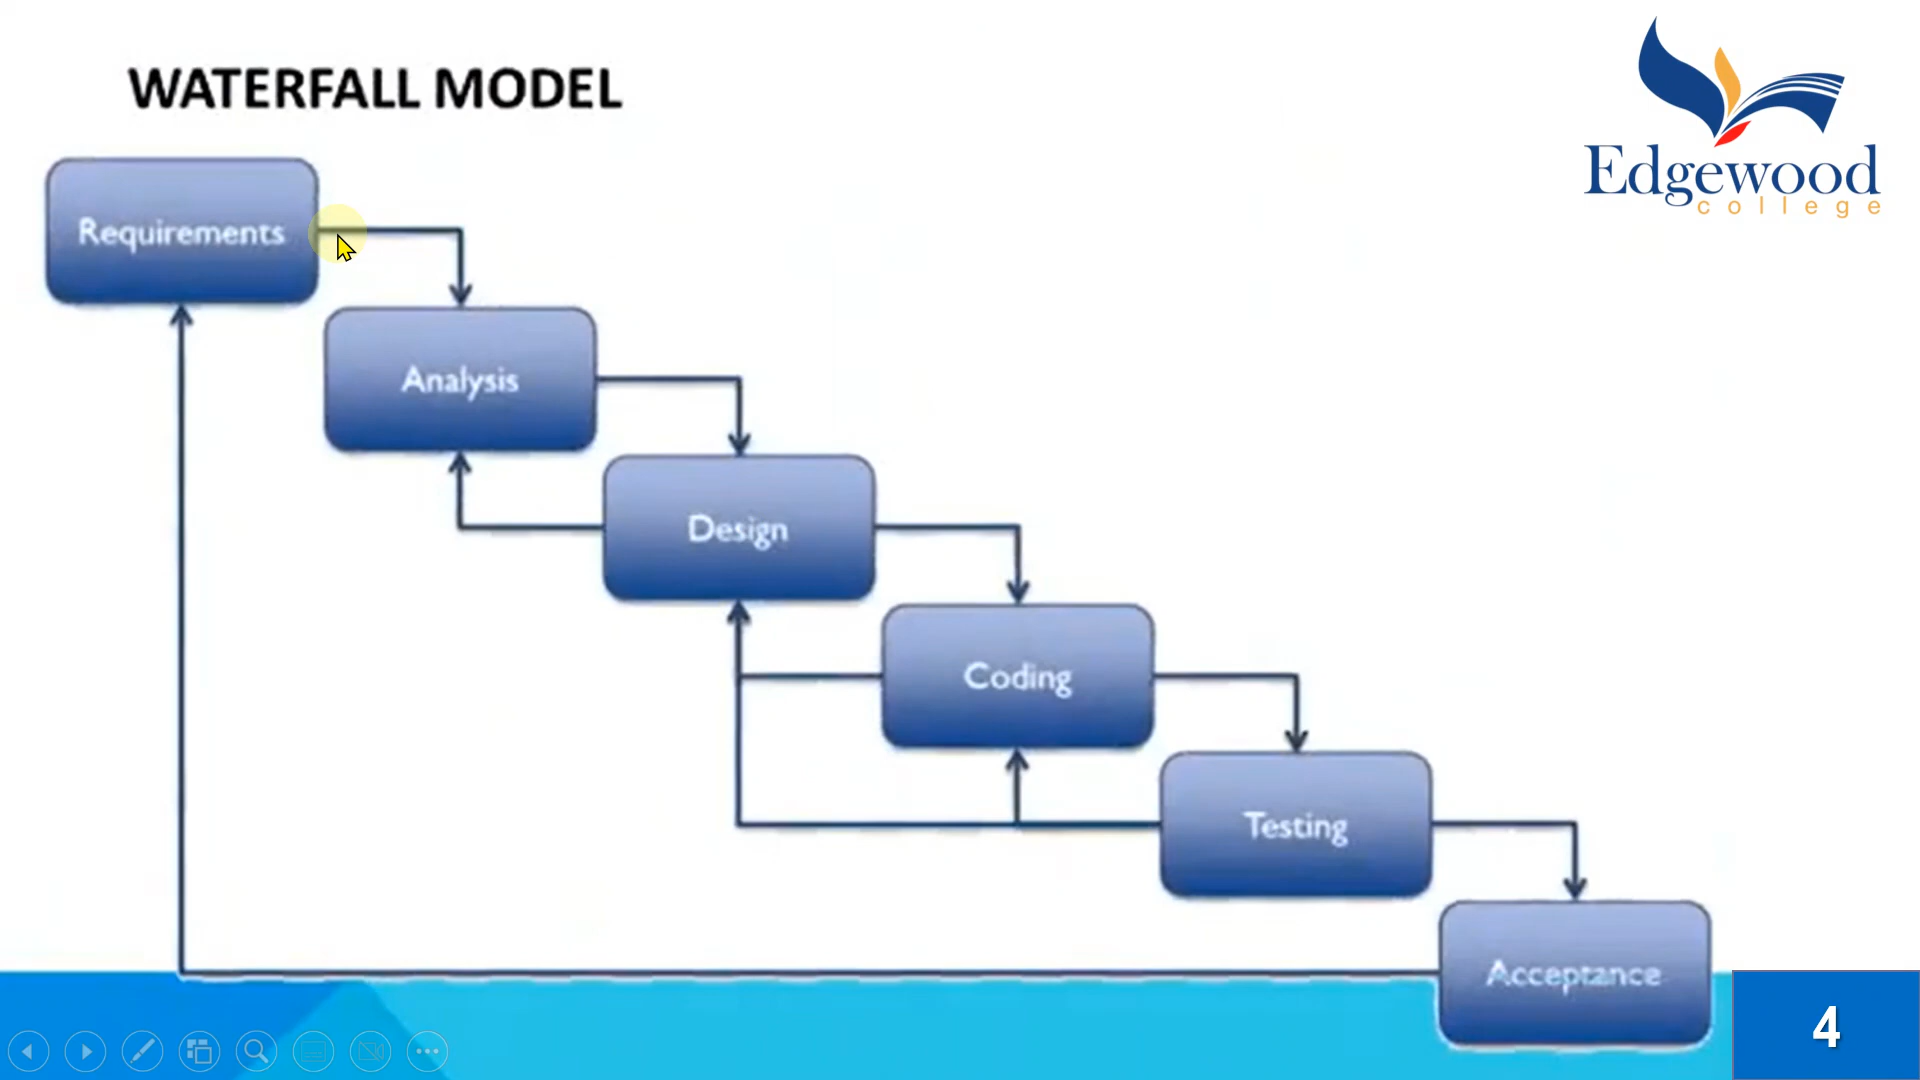 WATERFALL MODEL
Edgewood
college
Requirements
Analysis
Design
Coding
Testing
Acceptance
4